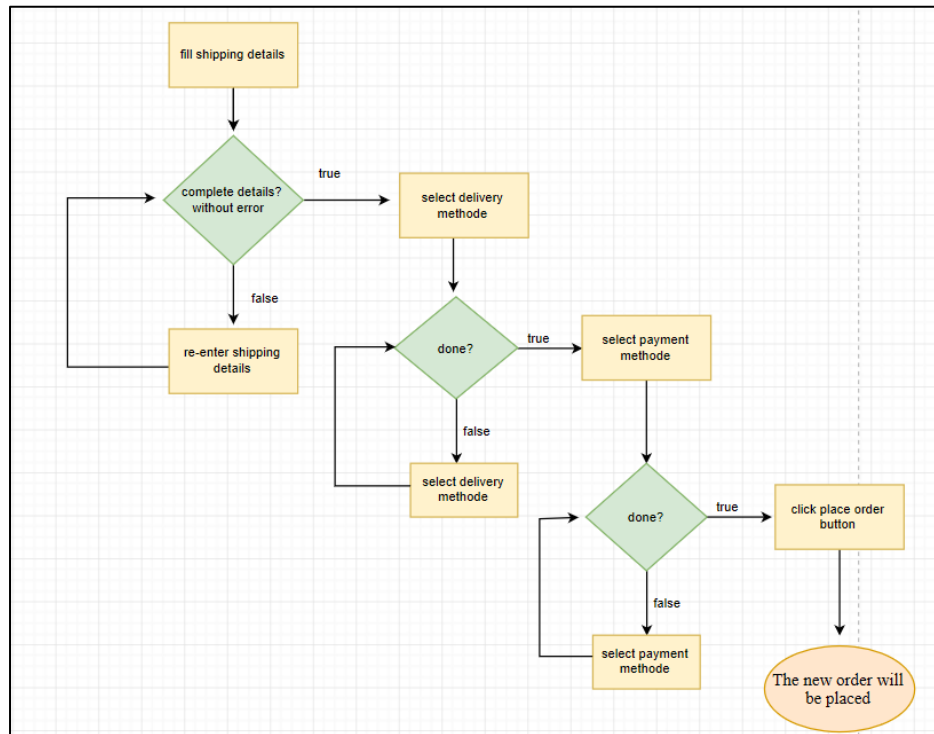 fill shipping details
complete details?
without error
true
select delivery
methode
false
re-enter shipping
details
done?
true
select payment
methode
false
select delivery
methode
done?
true
click place order
button
false
select payment
methode
The new order will
be placed